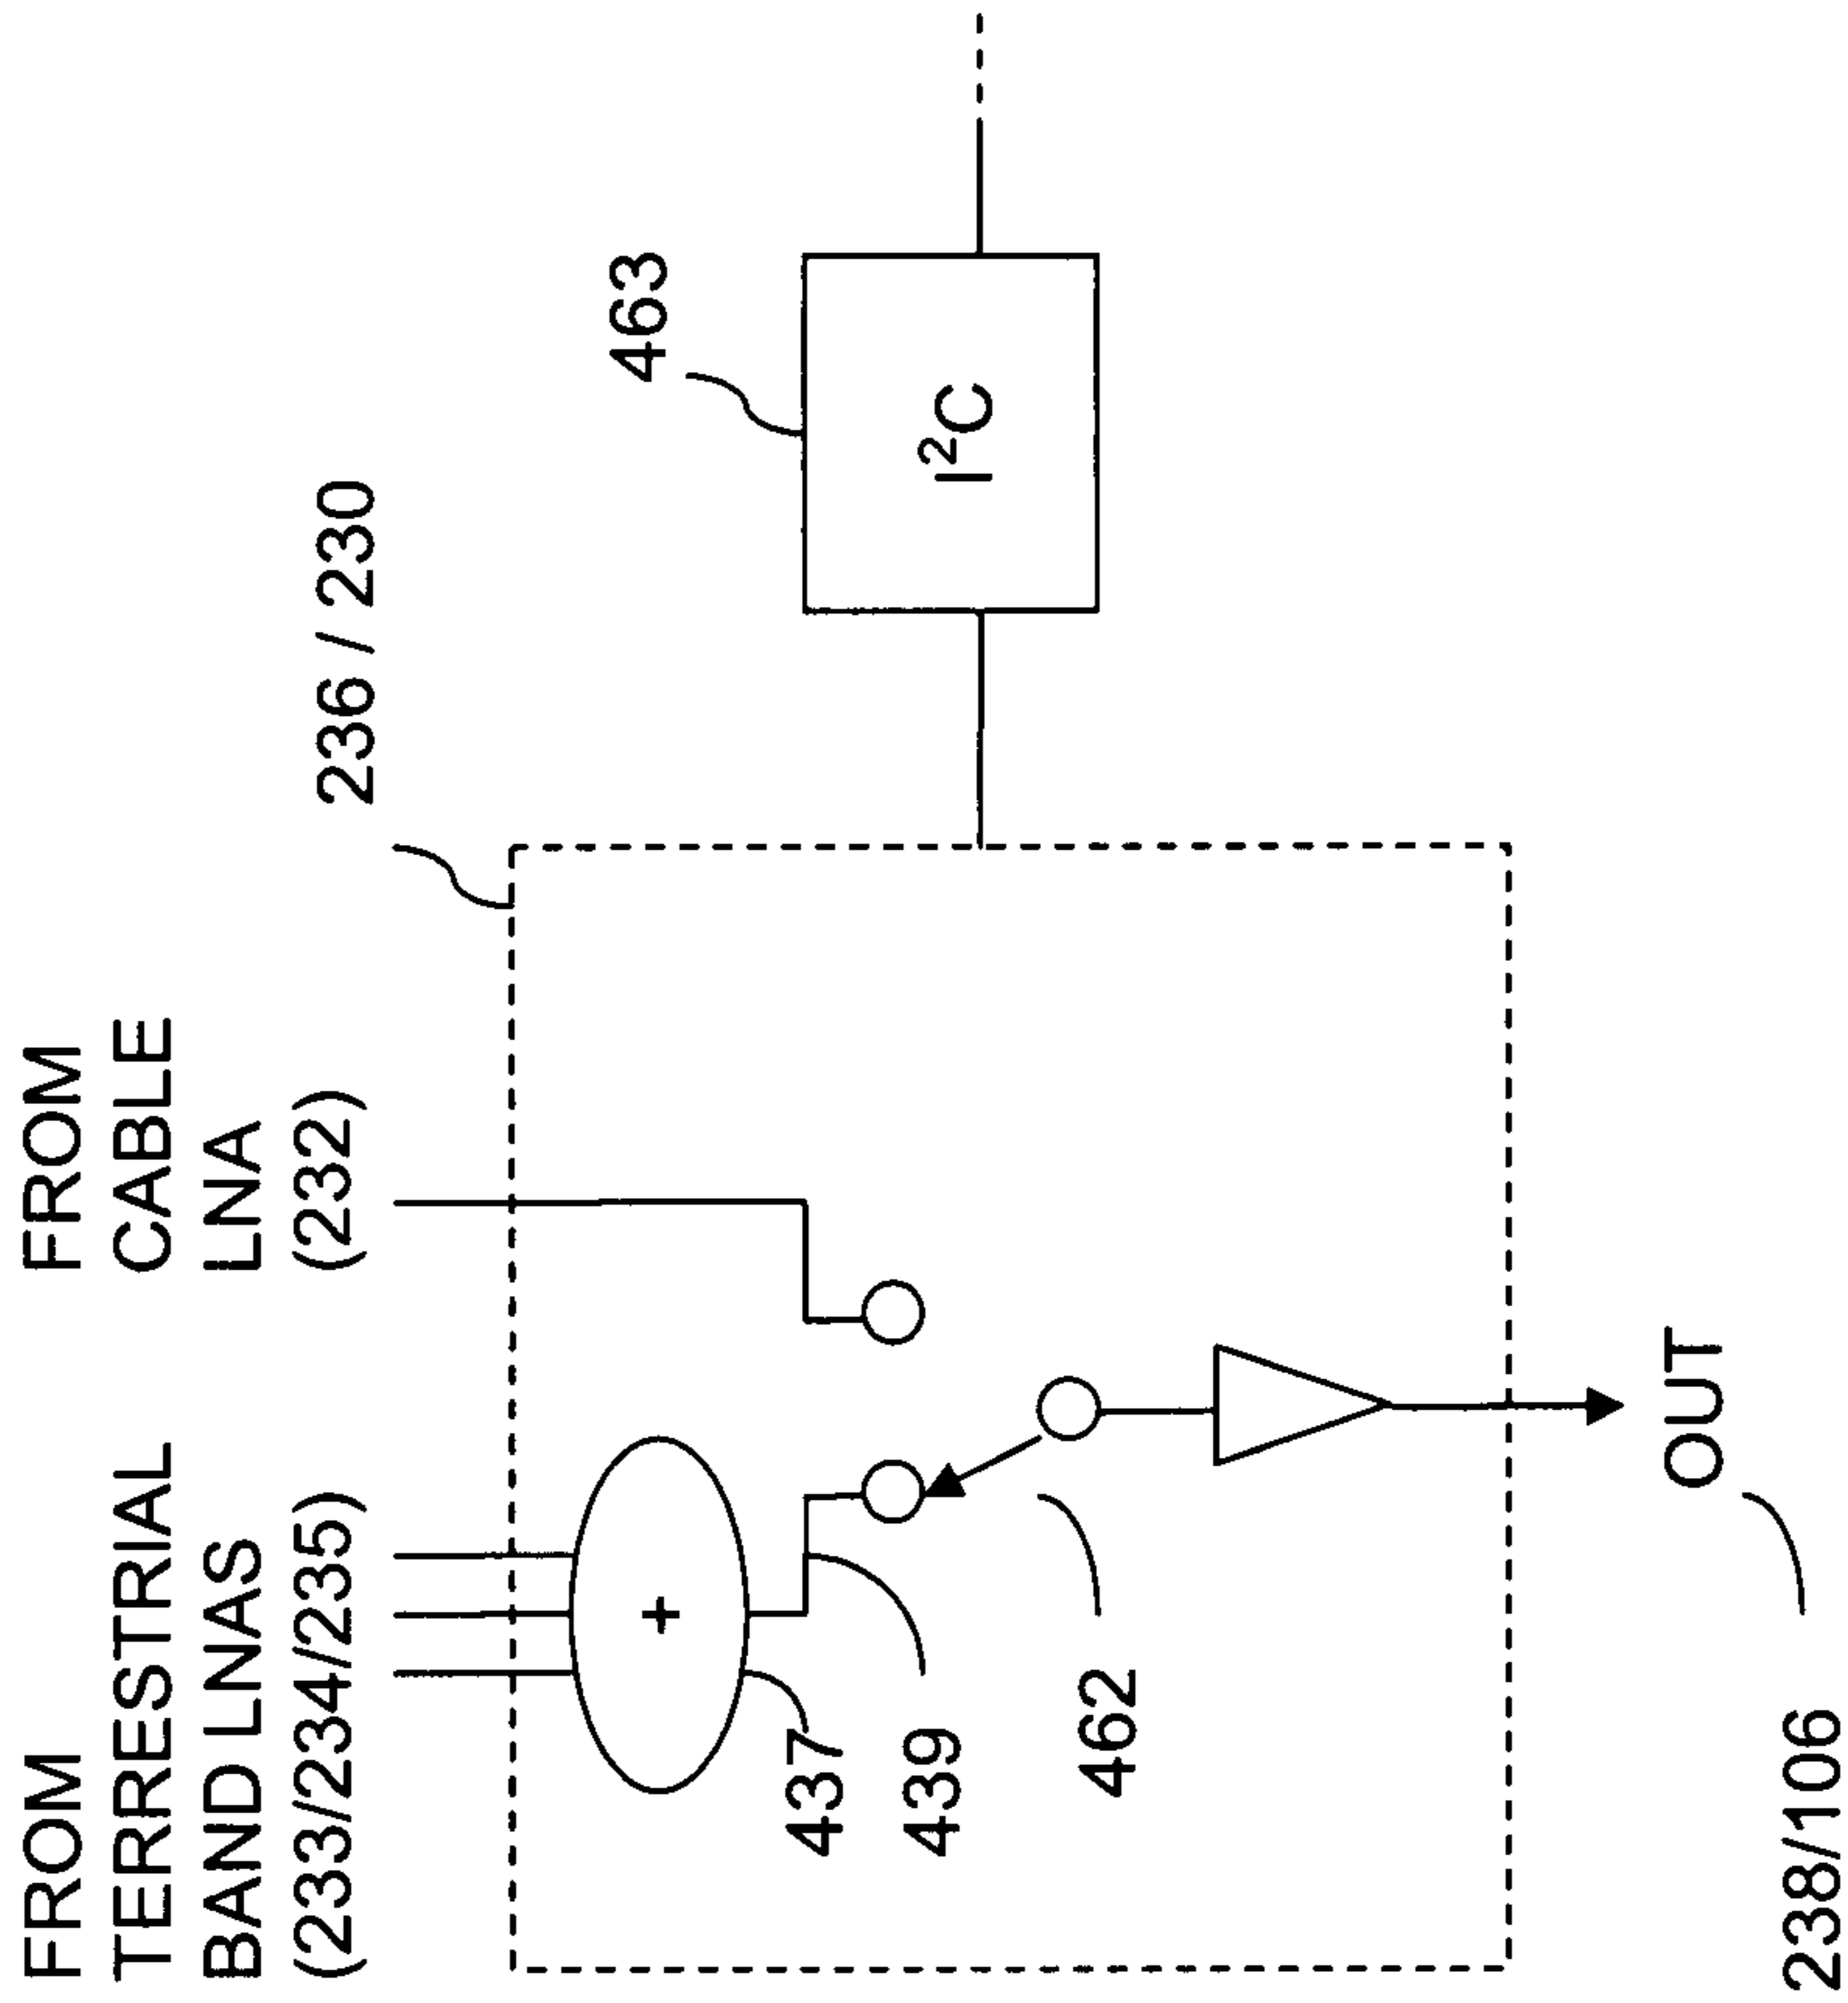 FROM
TERRESTRIAL
BAND LNAS
(233/234/235)
FROM
CABLE
LNA
(232)
236 / 230
463
I²C
+
437
439
462
OUT
238/106